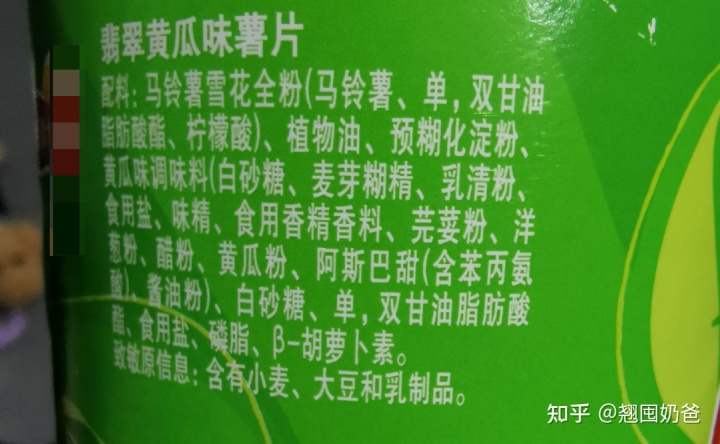 翡翠黄瓜味薯片
配料：马铃薯雪花全粉(马铃薯、单，双甘油
脂肪酸酯、柠檬酸)、植物油、预糊化淀粉、
黄瓜味调味料(白砂糖、麦芽糊精、乳清粉、
食用盐、味精、食用香精香料、芫荽粉、洋
葱粉、醋粉、黄瓜粉、阿斯巴甜(含苯丙氨
酸)、酱油粉)、白砂糖、单，双甘油脂肪酸
酯、食用盐、磷脂、β-胡萝卜素。
致敏原信息：含有小麦、大豆和乳制品。
知乎 @翘囤奶爸